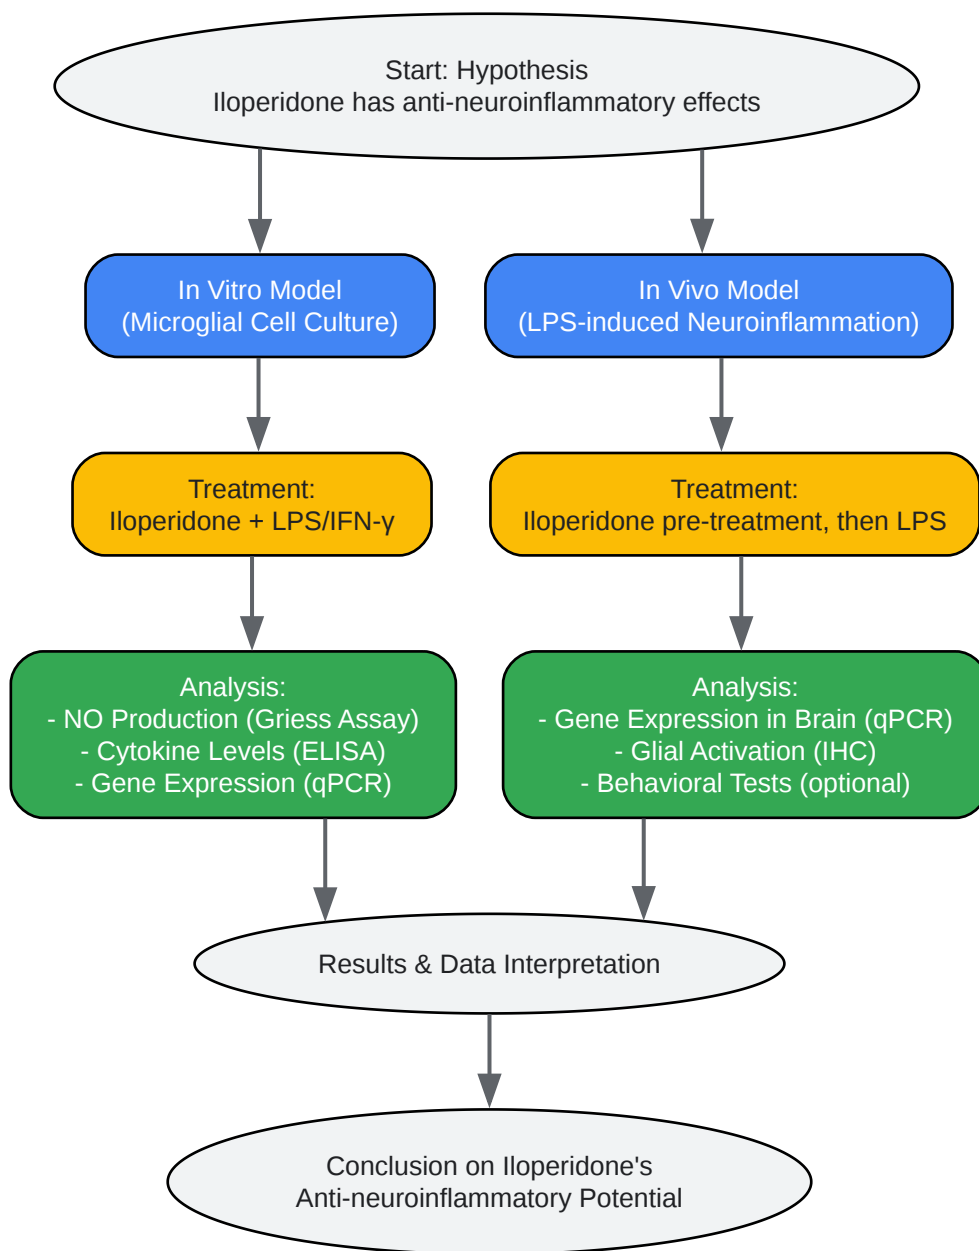 Start: Hypothesis
Iloperidone has anti-neuroinflammatory effects
In Vitro Model
(Microglial Cell Culture)
In Vivo Model
(LPS-induced Neuroinflammation)
Treatment:
Iloperidone + LPS/IFN-γ
Treatment:
Iloperidone pre-treatment, then LPS
Analysis:
- NO Production (Griess Assay)
- Cytokine Levels (ELISA)
- Gene Expression (qPCR)
Analysis:
- Gene Expression in Brain (qPCR)
- Glial Activation (IHC)
- Behavioral Tests (optional)
Results & Data Interpretation
Conclusion on Iloperidone's
Anti-neuroinflammatory Potential